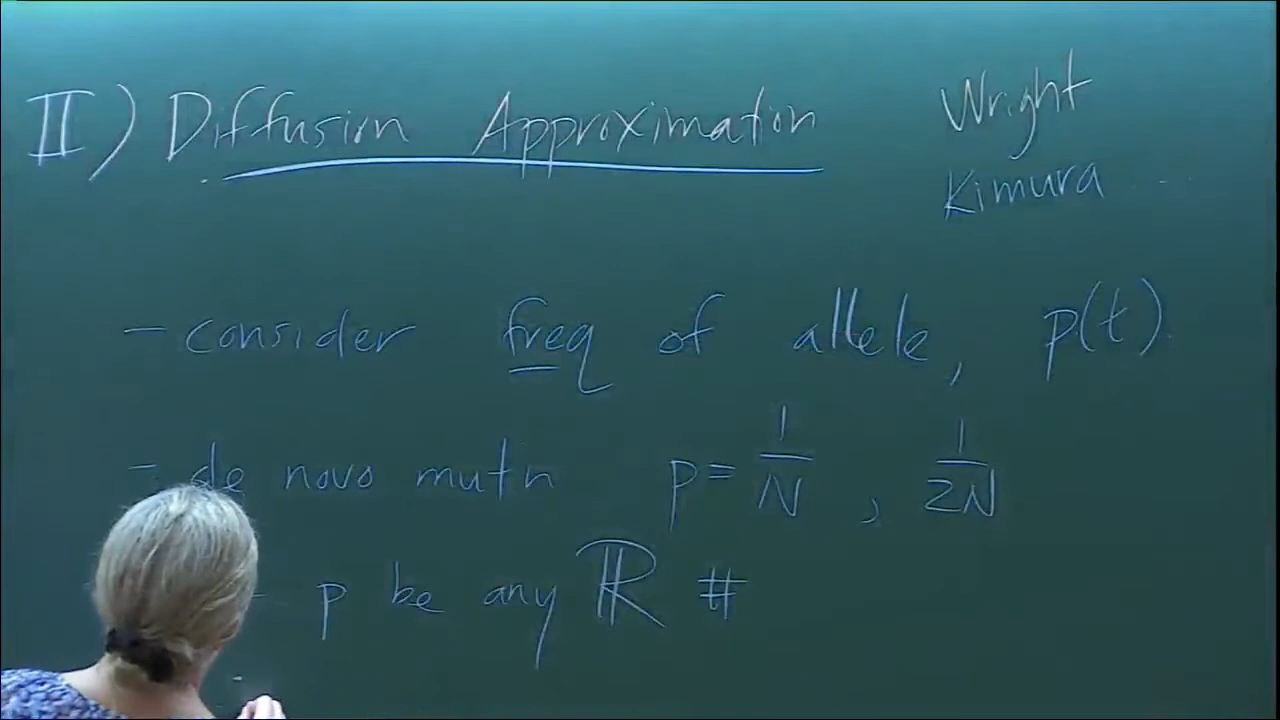 II) Diffusion Approximation
Wright
Kimura ...
- consider freq of allele, p(t).
- de novo mutn p = 1/N , 1/2N
- p be any ℝ #